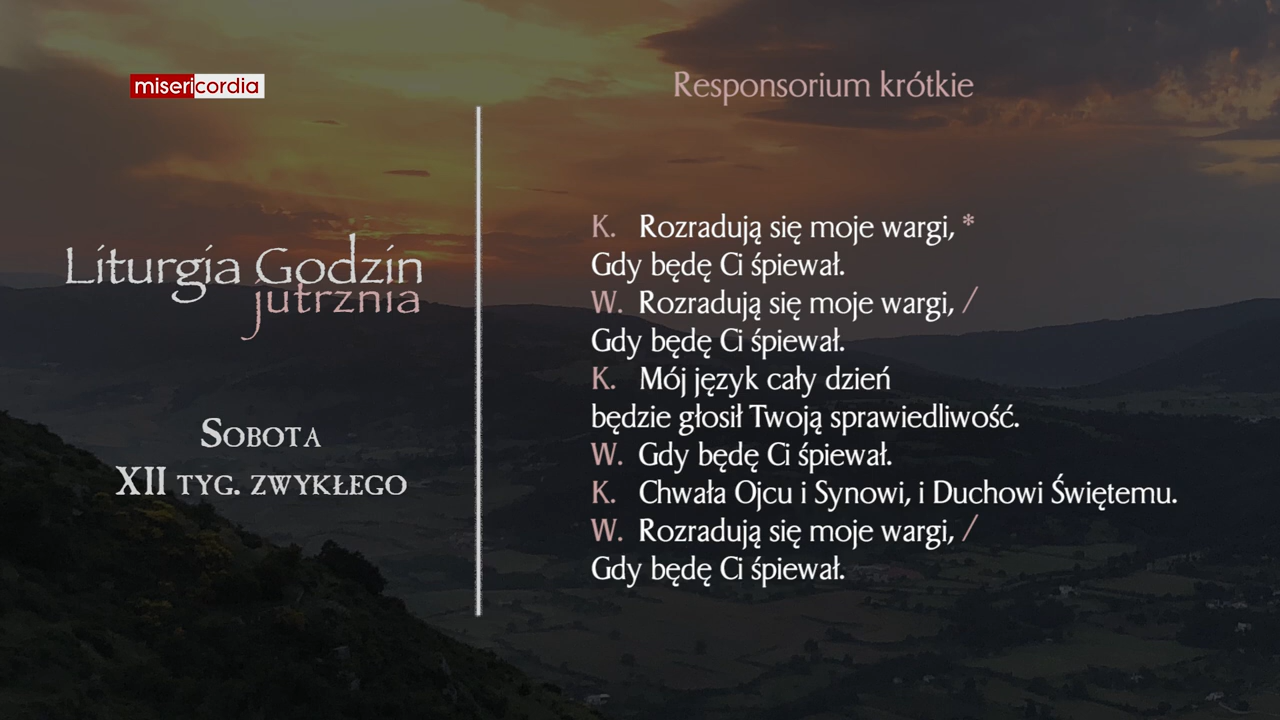 misericordia
Liturgia Godzin
jutrznia
Sobota
XII tyg. zwykłego
Responsorium krótkie
K. Rozradują się moje wargi, *
Gdy będę Ci śpiewał.
W. Rozradują się moje wargi, /
Gdy będę Ci śpiewał.
K. Mój język cały dzień
będzie głosił Twoją sprawiedliwość.
W. Gdy będę Ci śpiewał.
K. Chwała Ojcu i Synowi, i Duchowi Świętemu.
W. Rozradują się moje wargi, /
Gdy będę Ci śpiewał.